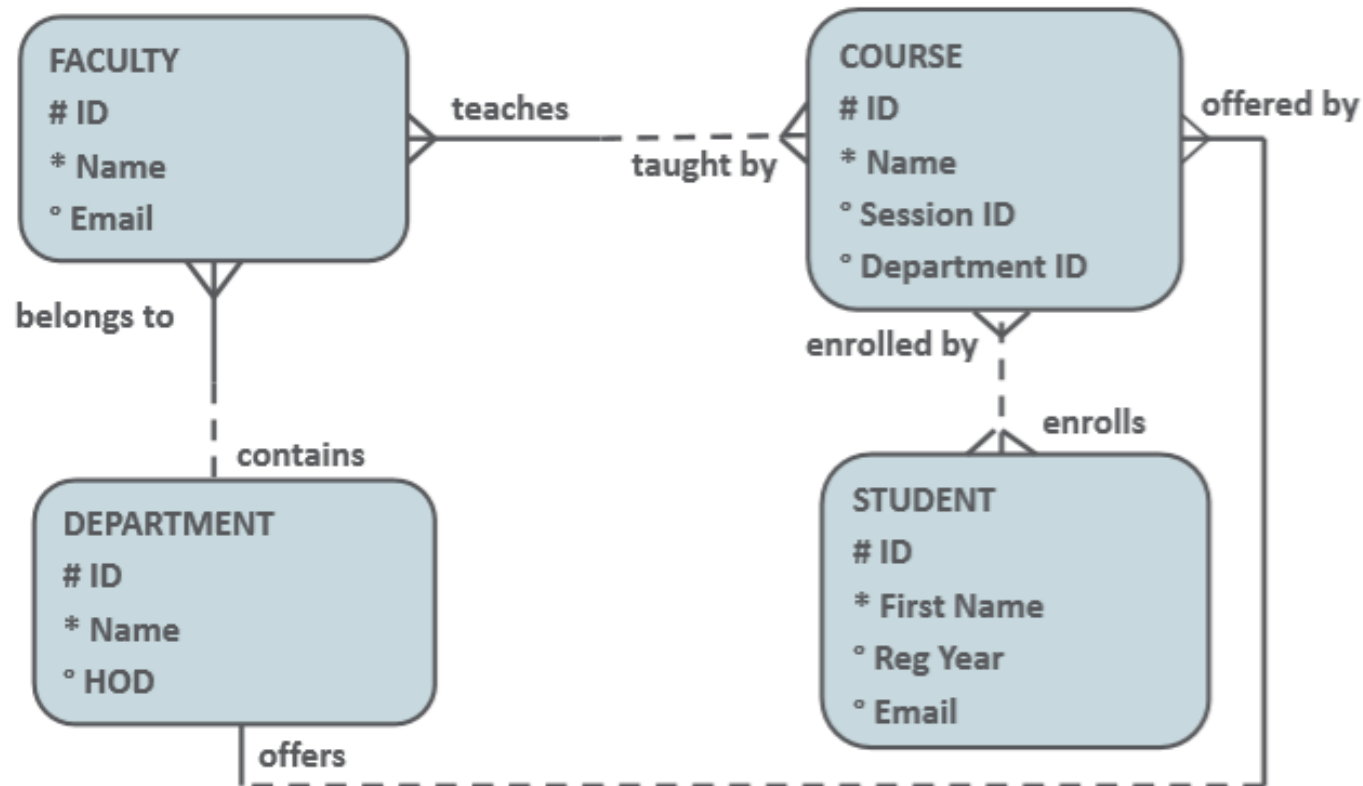 FACULTY
# ID
* Name
° Email
teaches
taught by
COURSE
# ID
* Name
° Session ID
° Department ID
offered by
belongs to
contains
enrolled by
enrolls
DEPARTMENT
# ID
* Name
° HOD
offers
STUDENT
# ID
* First Name
° Reg Year
° Email